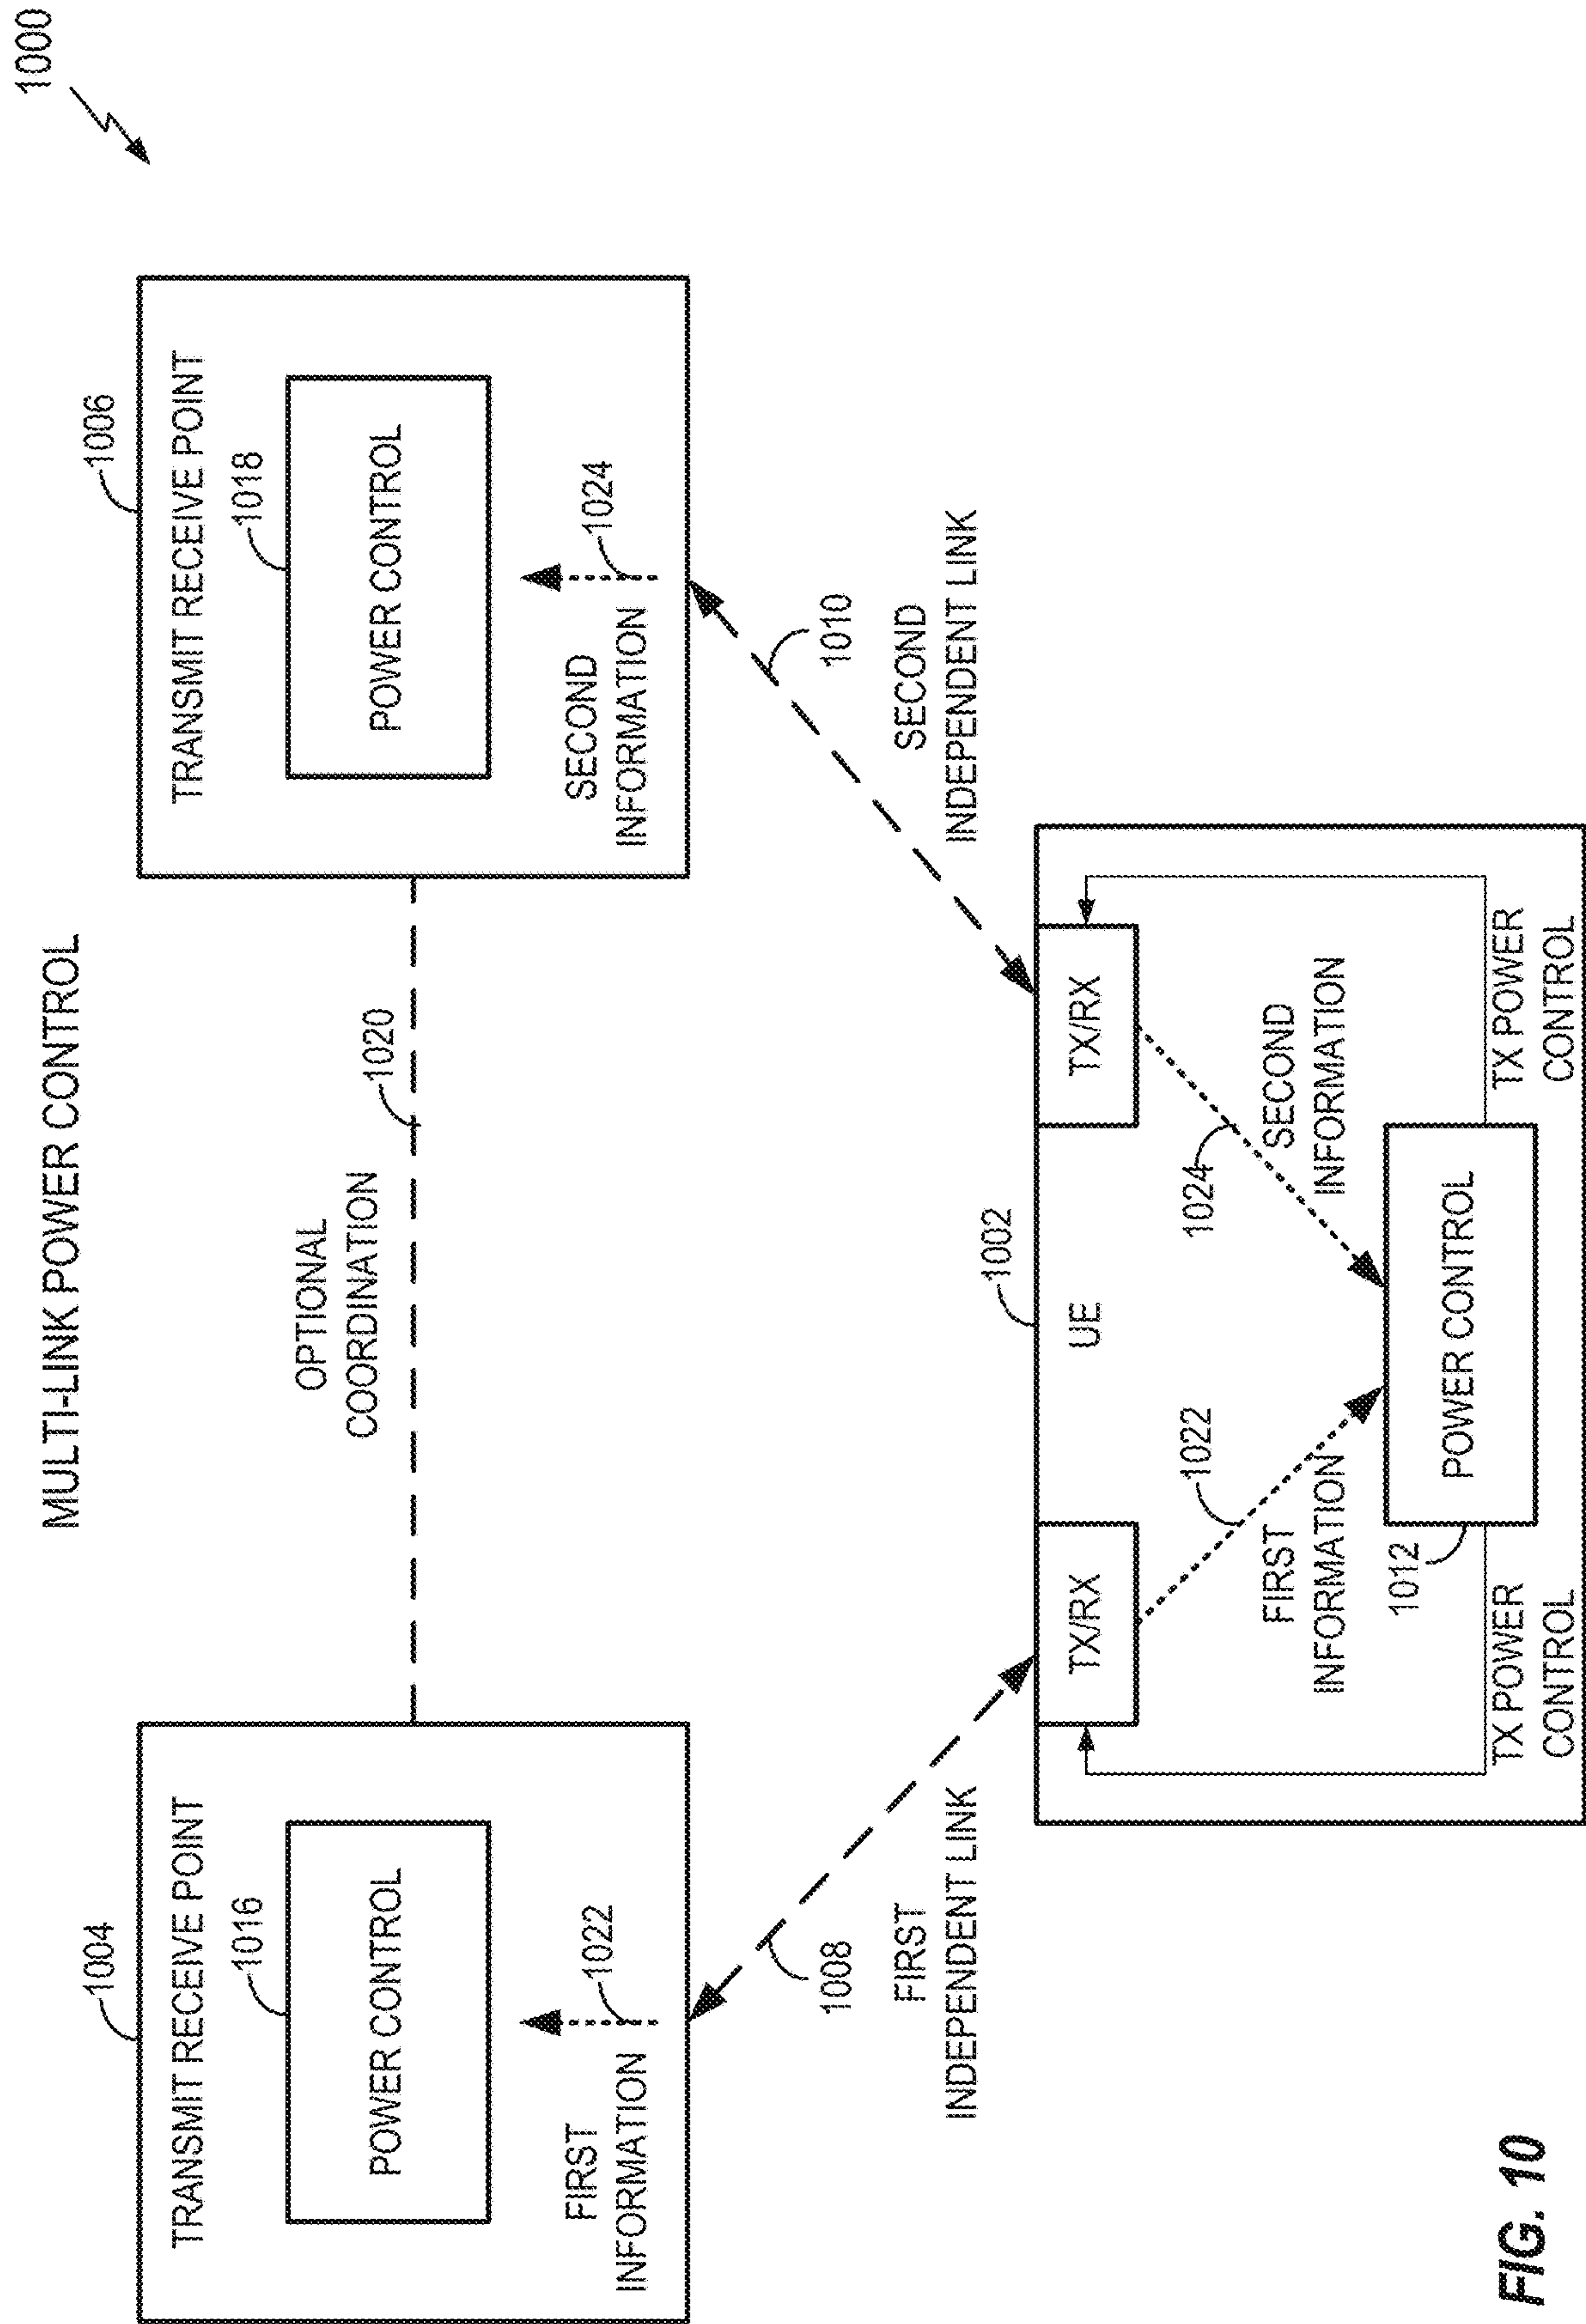 MULTI-LINK POWER CONTROL
1000
1004
TRANSMIT RECEIVE POINT
1016
POWER CONTROL
FIRST
INFORMATION
1022
OPTIONAL
COORDINATION
1020
1006
TRANSMIT RECEIVE POINT
1018
POWER CONTROL
SECOND
INFORMATION
1024
1008
FIRST
INDEPENDENT LINK
1010
SECOND
INDEPENDENT LINK
1002
UE
TX/RX
TX/RX
1022
FIRST
INFORMATION
1024
SECOND
INFORMATION
1012
POWER CONTROL
TX POWER
CONTROL
TX POWER
CONTROL
FIG. 10